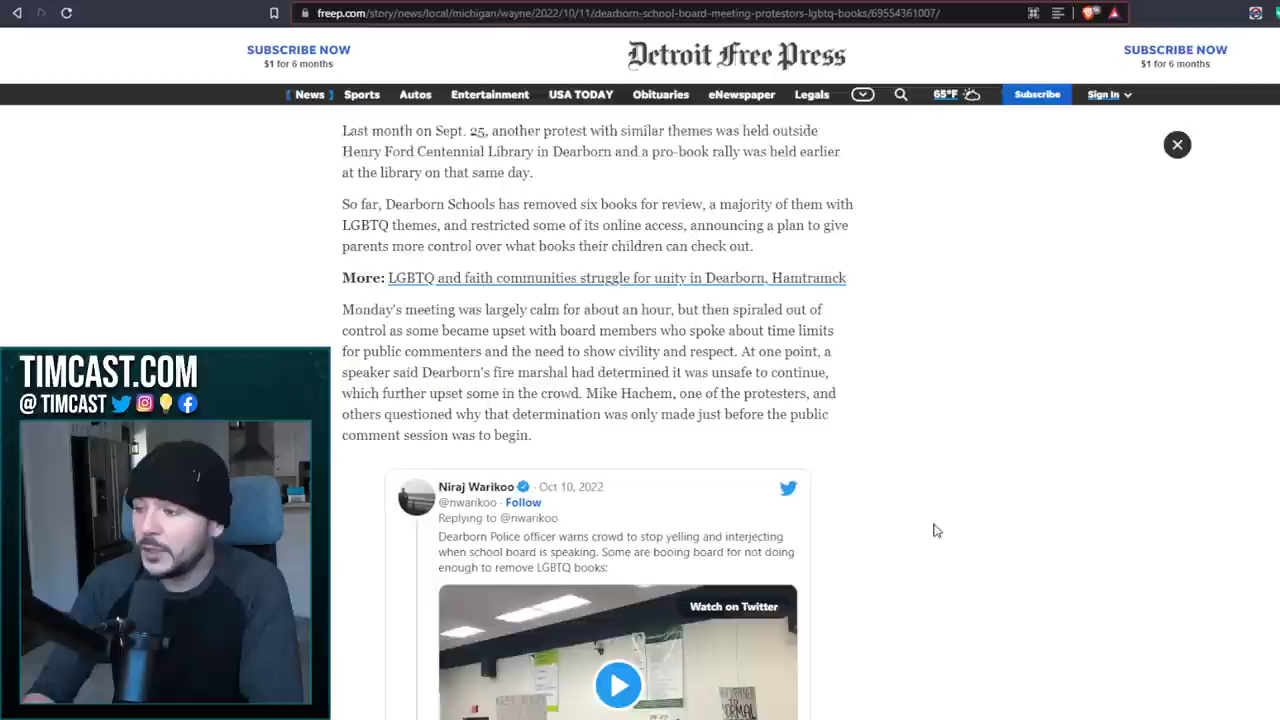 freep.com/story/news/local/michigan/wayne/2022/10/11/dearborn-school-board-meeting-protestors-lgbtq-books/69554361007/
SUBSCRIBE NOW
$1 for 6 months
Detroit Free Press
SUBSCRIBE NOW
$1 for 6 months
News Sports Autos Entertainment USA TODAY Obituaries eNewspaper Legals 65°F Subscribe Sign In
Last month on Sept. 25, another protest with similar themes was held outside
Henry Ford Centennial Library in Dearborn and a pro-book rally was held earlier
at the library on that same day.
So far, Dearborn Schools has removed six books for review, a majority of them with
LGBTQ themes, and restricted some of its online access, announcing a plan to give
parents more control over what books their children can check out.
More: LGBTQ and faith communities struggle for unity in Dearborn, Hamtramck
Monday's meeting was largely calm for about an hour, but then spiraled out of
control as some became upset with board members who spoke about time limits
for public commenters and the need to show civility and respect. At one point, a
speaker said Dearborn's fire marshal had determined it was unsafe to continue,
which further upset some in the crowd. Mike Hachem, one of the protesters, and
others questioned why that determination was only made just before the public
comment session was to begin.
TIMCAST.COM
@ TIMCAST
Niraj Warikoo · Oct 10, 2022
@nwarikoo · Follow
Replying to @nwarikoo
Dearborn Police officer warns crowd to stop yelling and interjecting
when school board is speaking. Some are booing board for not doing
enough to remove LGBTQ books:
Watch on Twitter